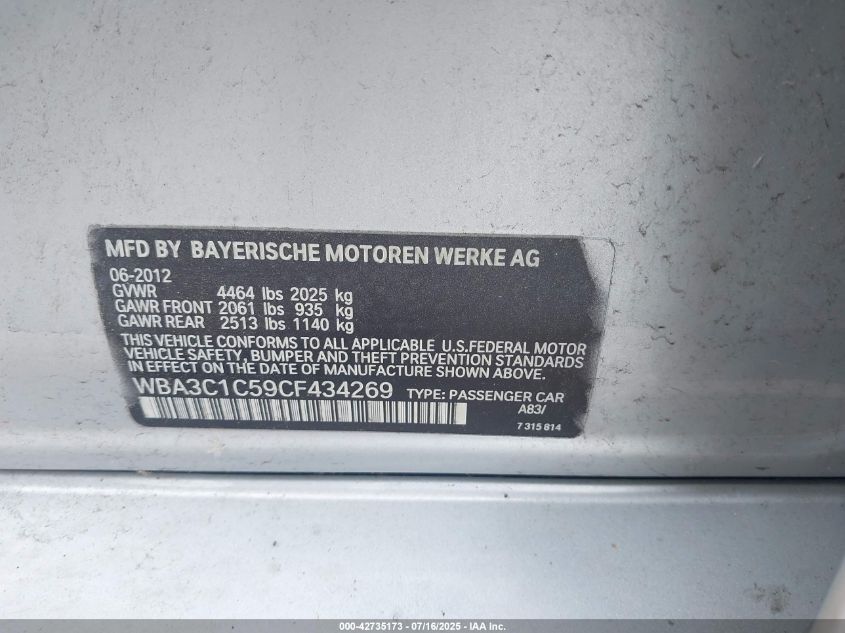 MFD BY BAYERISCHE MOTOREN WERKE AG
06-2012
GVWR 4464 lbs 2025 kg
GAWR FRONT 2061 lbs 935 kg
GAWR REAR 2513 lbs 1140 kg
THIS VEHICLE CONFORMS TO ALL APPLICABLE U.S.FEDERAL MOTOR
VEHICLE SAFETY, BUMPER AND THEFT PREVENTION STANDARDS
IN EFFECT ON THE DATE OF MANUFACTURE SHOWN ABOVE.
WBA3C1C59CF434269 TYPE: PASSENGER CAR
A83/
7 315 814
000-42735173 - 07/16/2025 - IAA Inc.